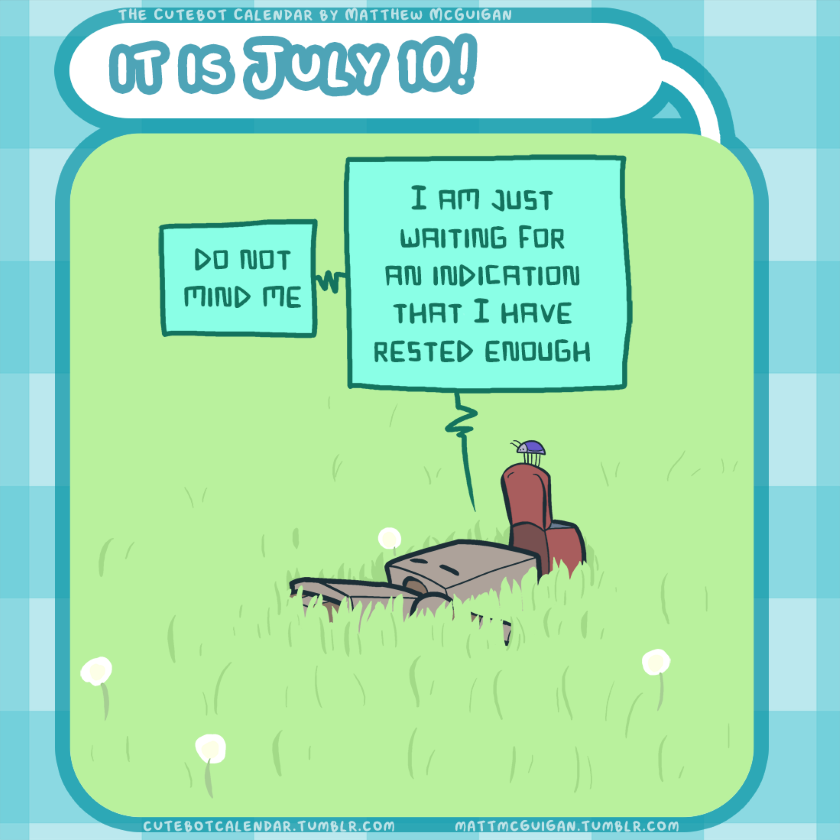 THE CUTEBOT CALENDAR BY MATTHEW MCGUIGAN
IT IS JULY 10!
DO NOT
MIND ME
I AM JUST
WAITING FOR
AN INDICATION
THAT I HAVE
RESTED ENOUGH
CUTEBOTCALENDAR.TUMBLR.COM
MATTMCGUIGAN.TUMBLR.COM